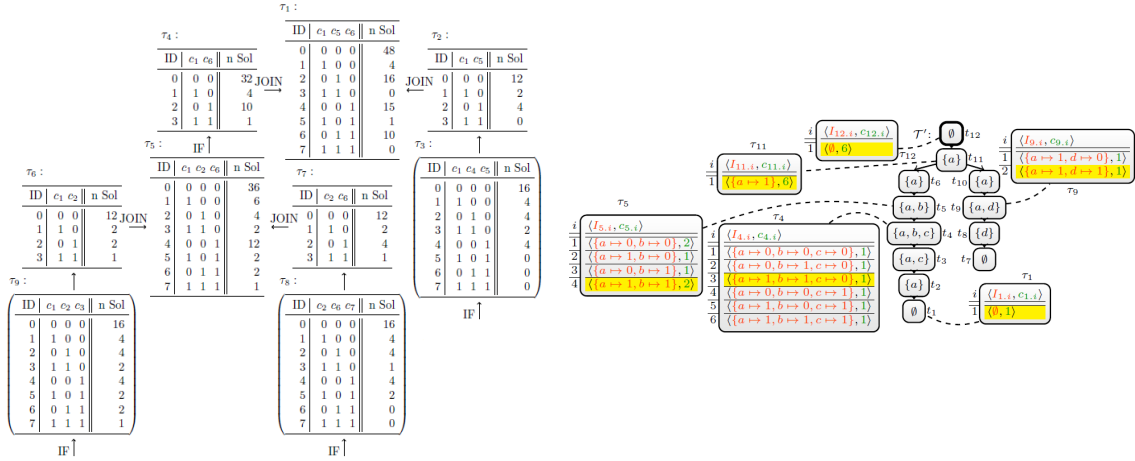 τ₄ :
ID c₁ c₆ n Sol
0 0 0 32
1 1 0 4
2 0 1 10
3 1 1 1
JOIN
→
τ₁ :
ID c₁ c₅ c₆ n Sol
0 0 0 0 48
1 1 0 0 4
2 0 1 0 16
3 1 1 0 0
4 0 0 1 15
5 1 0 1 1
6 0 1 1 10
7 1 1 1 0
JOIN
←
τ₂ :
ID c₁ c₅ n Sol
0 0 0 12
1 1 0 2
2 0 1 4
3 1 1 0
IF↑
↑
τ₆ :
ID c₁ c₂ n Sol
0 0 0 12
1 1 0 2
2 0 1 2
3 1 1 1
JOIN
→
τ₅ :
ID c₁ c₂ c₆ n Sol
0 0 0 0 36
1 1 0 0 6
2 0 1 0 4
3 1 1 0 2
4 0 0 1 12
5 1 0 1 2
6 0 1 1 2
7 1 1 1 1
JOIN
←
τ₇ :
ID c₂ c₆ n Sol
0 0 0 12
1 1 0 2
2 0 1 4
3 1 1 1
τ₃ :
ID c₁ c₄ c₅ n Sol
0 0 0 0 16
1 1 0 0 4
2 0 1 0 4
3 1 1 0 2
4 0 0 1 4
5 1 0 1 0
6 0 1 1 0
7 1 1 1 0
IF↑
↑
↑
τ₉ :
ID c₁ c₂ c₃ n Sol
0 0 0 0 16
1 1 0 0 4
2 0 1 0 4
3 1 1 0 2
4 0 0 1 4
5 1 0 1 2
6 0 1 1 2
7 1 1 1 1
IF↑
τ₈ :
ID c₂ c₆ c₇ n Sol
0 0 0 0 16
1 1 0 0 4
2 0 1 0 4
3 1 1 0 2
4 0 0 1 4
5 1 0 1 2
6 0 1 1 0
7 1 1 1 0
IF↑
i ⟨I₁₂.ᵢ, c₁₂.ᵢ⟩
1 ⟨∅, 6⟩
τ₁₂
τ₁₁
i ⟨I₁₁.ᵢ, c₁₁.ᵢ⟩
1 ⟨{a ↦ 1}, 6⟩
𝒯′:
∅ t₁₂
{a} t₁₁
{a} t₆
t₁₀ {a}
{a, b} t₅
t₉ {a, d}
{a, b, c} t₄
t₈ {d}
{a, c} t₃
t₇ ∅
{a} t₂
∅ t₁
i ⟨I₉.ᵢ, c₉.ᵢ⟩
1 ⟨{a ↦ 1, d ↦ 0}, 1⟩
2 ⟨{a ↦ 1, d ↦ 1}, 1⟩
τ₉
τ₅
i ⟨I₅.ᵢ, c₅.ᵢ⟩
1 ⟨{a ↦ 0, b ↦ 0}, 2⟩
2 ⟨{a ↦ 1, b ↦ 0}, 1⟩
3 ⟨{a ↦ 0, b ↦ 1}, 1⟩
4 ⟨{a ↦ 1, b ↦ 1}, 2⟩
τ₄
i ⟨I₄.ᵢ, c₄.ᵢ⟩
1 ⟨{a ↦ 0, b ↦ 0, c ↦ 0}, 1⟩
2 ⟨{a ↦ 0, b ↦ 1, c ↦ 0}, 1⟩
3 ⟨{a ↦ 1, b ↦ 1, c ↦ 0}, 1⟩
4 ⟨{a ↦ 0, b ↦ 0, c ↦ 1}, 1⟩
5 ⟨{a ↦ 1, b ↦ 0, c ↦ 1}, 1⟩
6 ⟨{a ↦ 1, b ↦ 1, c ↦ 1}, 1⟩
τ₁
i ⟨I₁.ᵢ, c₁.ᵢ⟩
1 ⟨∅, 1⟩